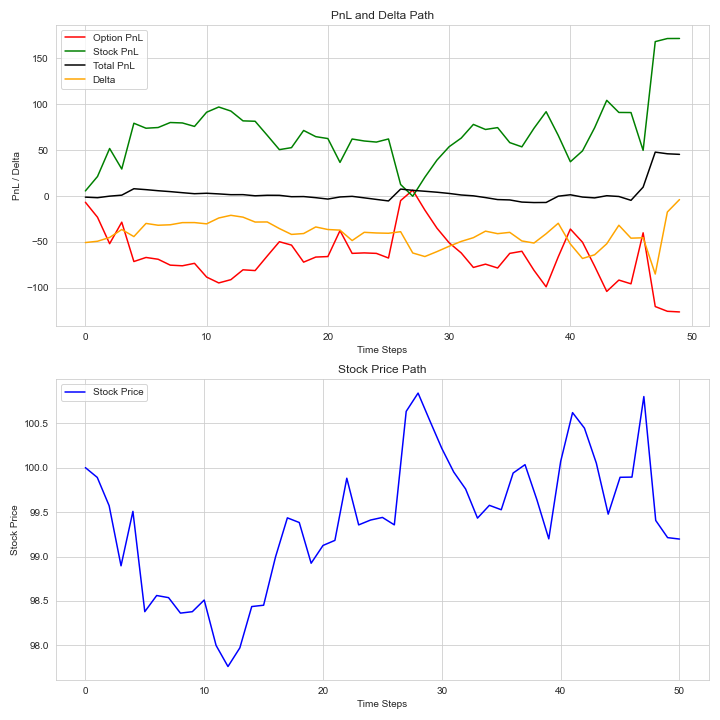 PnL and Delta Path
Option PnL
Stock PnL
Total PnL
Delta
PnL / Delta
150
100
50
0
−50
−100
0 10 20 30 40 50
Time Steps
Stock Price Path
Stock Price
Stock Price
100.5
100.0
99.5
99.0
98.5
98.0
0 10 20 30 40 50
Time Steps